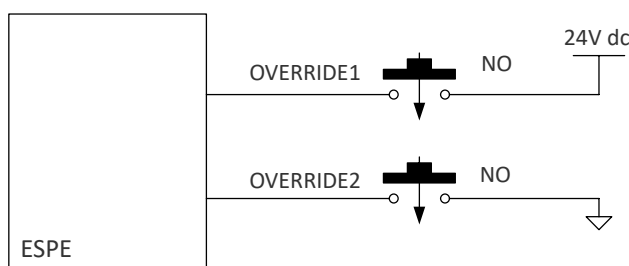 24V dc
OVERRIDE1
NO
OVERRIDE2
NO
ESPE